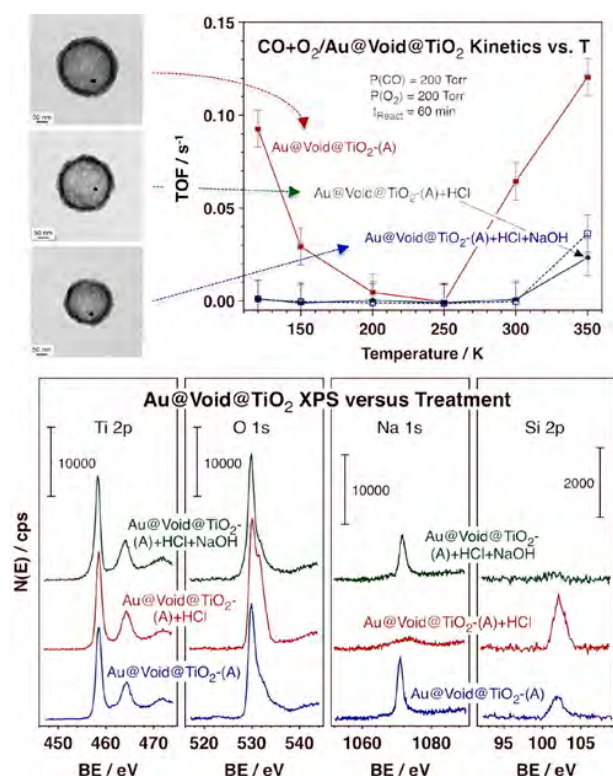 CO+O₂/Au@Void@TiO₂ Kinetics vs. T
P(CO) = 200 Torr
P(O₂) = 200 Torr
t_React = 60 min
Au@Void@TiO₂-(A)
Au@Void@TiO₂-(A)+HCl
Au@Void@TiO₂-(A)+HCl+NaOH
TOF / s⁻¹
0.15
0.10
0.05
0.00
150 200 250 300 350
Temperature / K
50 nm
50 nm
50 nm
Au@Void@TiO₂ XPS versus Treatment
Ti 2p O 1s Na 1s Si 2p
10000 10000 10000 2000
N(E) / cps
Au@Void@TiO₂-
(A)+HCl+NaOH
Au@Void@TiO₂-
(A)+HCl
Au@Void@TiO₂-(A)
Au@Void@TiO₂-
(A)+HCl+NaOH
Au@Void@TiO₂-(A)+HCl
Au@Void@TiO₂-(A)
450 460 470 520 530 540 1060 1080 95 100 105
BE / eV BE / eV BE / eV BE / eV